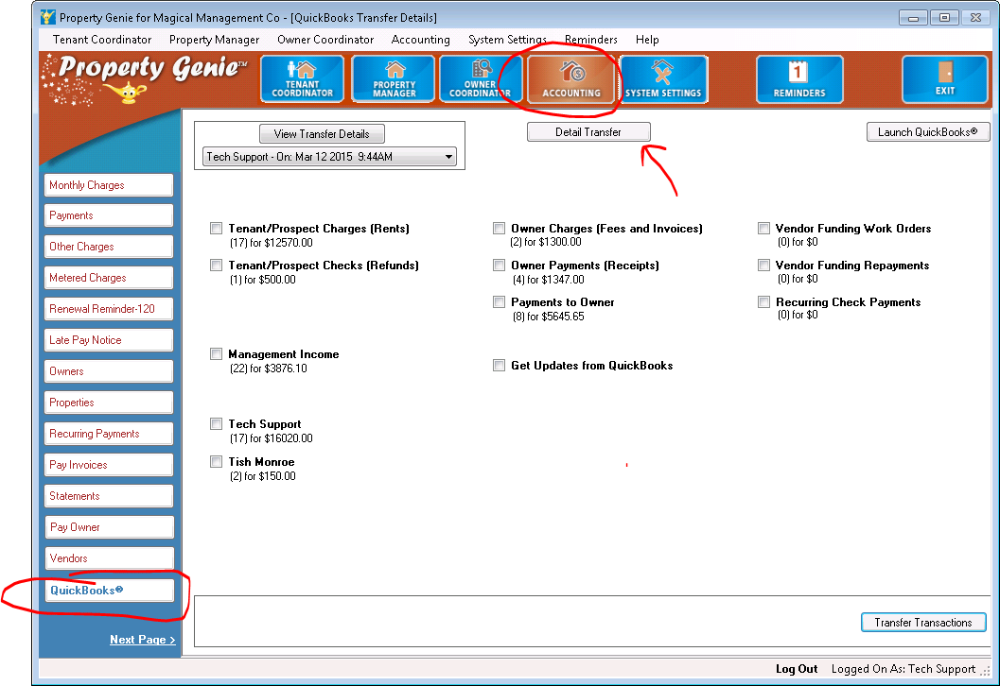 Property Genie for Magical Management Co - [QuickBooks Transfer Details]
Tenant Coordinator Property Manager Owner Coordinator Accounting System Settings Reminders Help
Property Genie™
TENANT COORDINATOR
PROPERTY MANAGER
OWNER COORDINATOR
ACCOUNTING
SYSTEM SETTINGS
1
REMINDERS
EXIT
View Transfer Details
Detail Transfer
Launch QuickBooks®
Tech Support - On: Mar 12 2015 9:44AM
Monthly Charges
Payments
Other Charges
Metered Charges
Renewal Reminder-120
Late Pay Notice
Owners
Properties
Recurring Payments
Pay Invoices
Statements
Pay Owner
Vendors
QuickBooks®
Next Page >
Tenant/Prospect Charges (Rents)
(17) for $12570.00
Tenant/Prospect Checks (Refunds)
(1) for $500.00
Management Income
(22) for $3876.10
Tech Support
(17) for $16020.00
Tish Monroe
(2) for $150.00
Owner Charges (Fees and Invoices)
(2) for $1300.00
Owner Payments (Receipts)
(4) for $1347.00
Payments to Owner
(8) for $5645.65
Get Updates from QuickBooks
Vendor Funding Work Orders
(0) for $0
Vendor Funding Repayments
(0) for $0
Recurring Check Payments
(0) for $0
Transfer Transactions
Log Out Logged On As: Tech Support